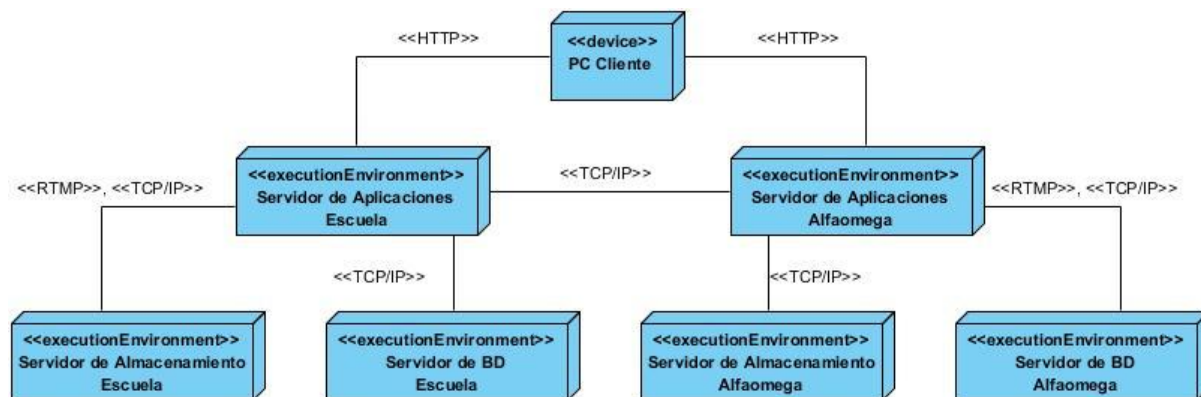 <<HTTP>>
<<device>>
PC Cliente
<<HTTP>>
<<executionEnvironment>>
Servidor de Aplicaciones
Escuela
<<TCP/IP>>
<<executionEnvironment>>
Servidor de Aplicaciones
Alfaomega
<<RTMP>>, <<TCP/IP>>
<<RTMP>>, <<TCP/IP>>
<<TCP/IP>>
<<TCP/IP>>
<<executionEnvironment>>
Servidor de Almacenamiento
Escuela
<<executionEnvironment>>
Servidor de BD
Escuela
<<executionEnvironment>>
Servidor de Almacenamiento
Alfaomega
<<executionEnvironment>>
Servidor de BD
Alfaomega